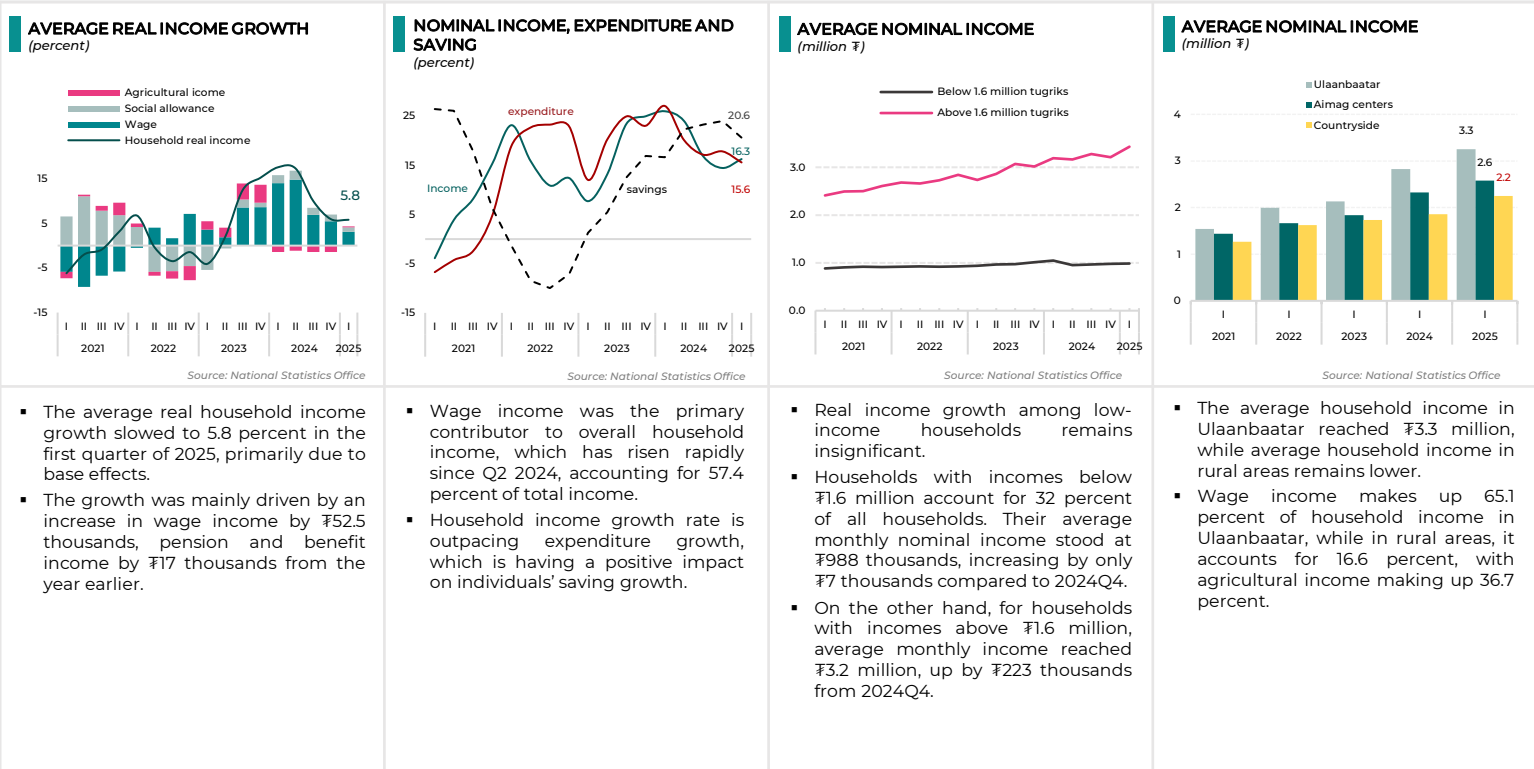 AVERAGE REAL INCOME GROWTH
(percent)
Agricultural icome
Social allowance
Wage
Household real income
15
5
-5
-15
5.8
I II III IV I II III IV I II III IV I II III IV I
2021 2022 2023 2024 2025
Source: National Statistics Office
▪ The average real household income
growth slowed to 5.8 percent in the
first quarter of 2025, primarily due to
base effects.
▪ The growth was mainly driven by an
increase in wage income by ₮52.5
thousands, pension and benefit
income by ₮17 thousands from the
year earlier.
NOMINAL INCOME, EXPENDITURE AND
SAVING
(percent)
25
15
5
-5
-15
expenditure
Income
savings
20.6
16.3
15.6
I II III IV I II III IV I II III IV I II III IV I
2021 2022 2023 2024 2025
Source: National Statistics Office
▪ Wage income was the primary
contributor to overall household
income, which has risen rapidly
since Q2 2024, accounting for 57.4
percent of total income.
▪ Household income growth rate is
outpacing expenditure growth,
which is having a positive impact
on individuals’ saving growth.
AVERAGE NOMINAL INCOME
(million ₮)
Below 1.6 million tugriks
Above 1.6 million tugriks
3.0
2.0
1.0
0.0
I II III IV I II III IV I II III IV I II III IV I
2021 2022 2023 2024 2025
Source: National Statistics Office
▪ Real income growth among low-
income households remains
insignificant.
▪ Households with incomes below
₮1.6 million account for 32 percent
of all households. Their average
monthly nominal income stood at
₮988 thousands, increasing by only
₮7 thousands compared to 2024Q4.
▪ On the other hand, for households
with incomes above ₮1.6 million,
average monthly income reached
₮3.2 million, up by ₮223 thousands
from 2024Q4.
AVERAGE NOMINAL INCOME
(million ₮)
Ulaanbaatar
Aimag centers
Countryside
4
3
2
1
0
3.3
2.6
2.2
I I I I I
2021 2022 2023 2024 2025
Source: National Statistics Office
▪ The average household income in
Ulaanbaatar reached ₮3.3 million,
while average household income in
rural areas remains lower.
▪ Wage income makes up 65.1
percent of household income in
Ulaanbaatar, while in rural areas, it
accounts for 16.6 percent, with
agricultural income making up 36.7
percent.